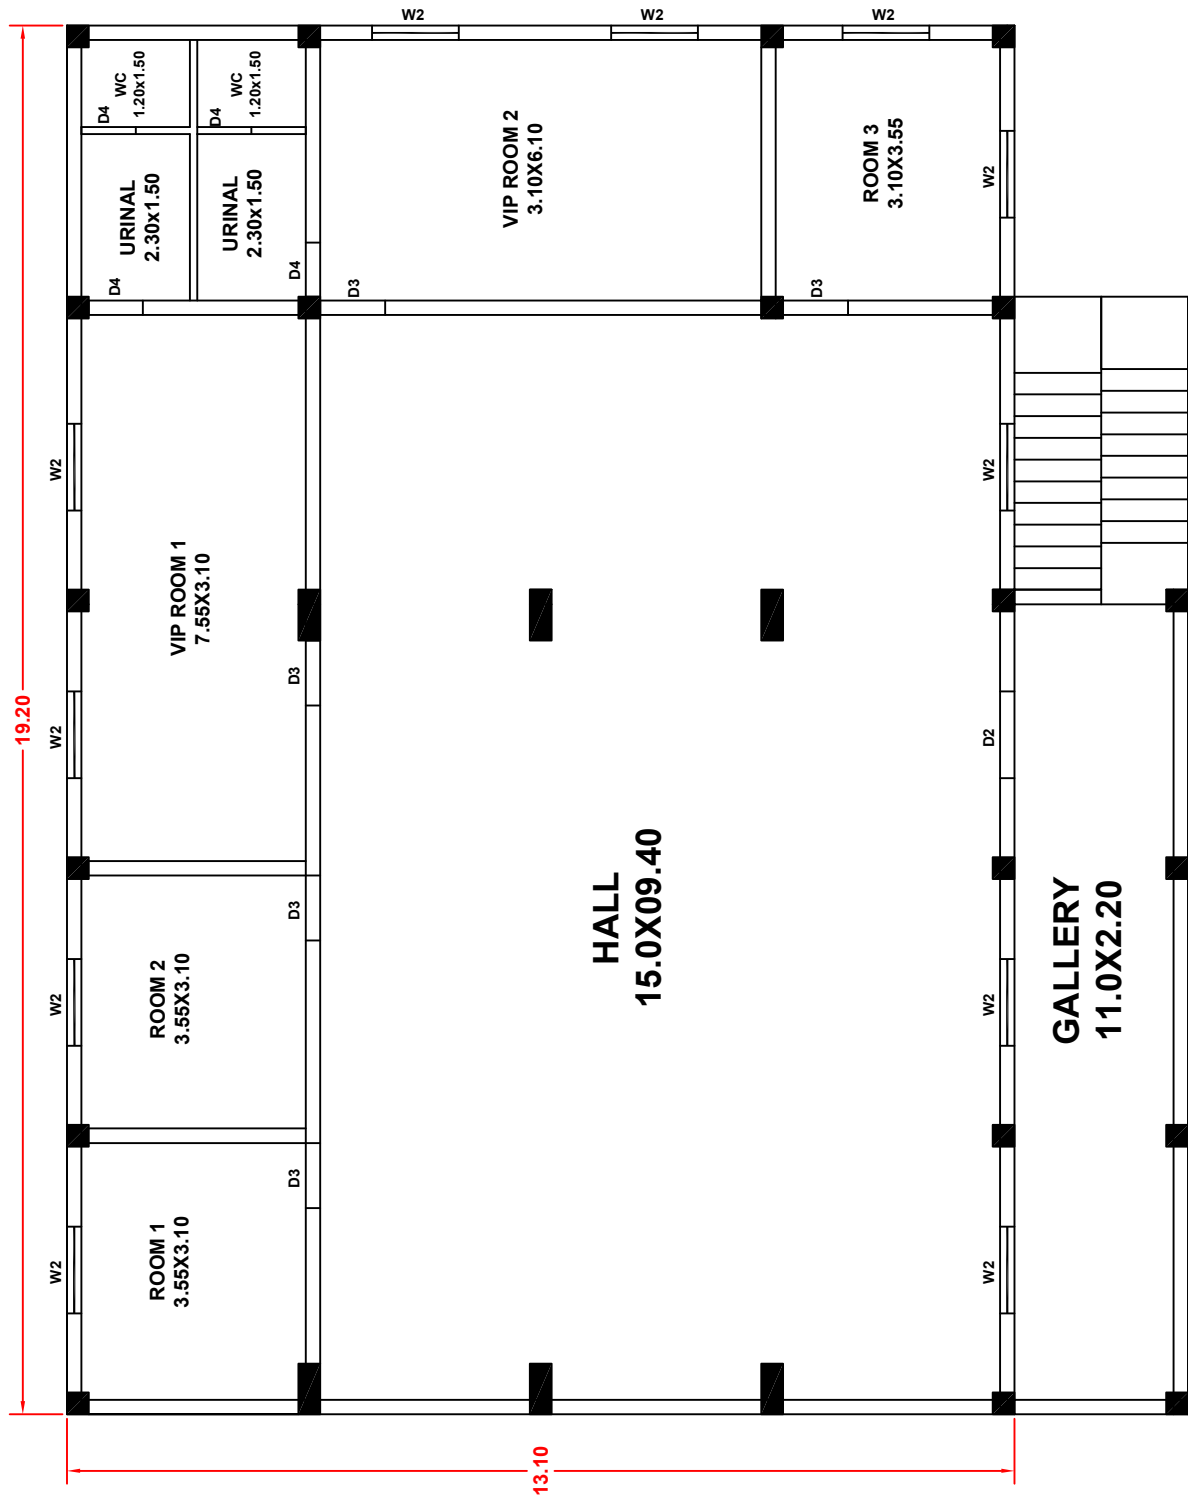 W2
W2
W2
D4
WC
1.20x1.50
D4
WC
1.20x1.50
URINAL
2.30x1.50
URINAL
2.30x1.50
D4
D4
VIP ROOM 2
3.10X6.10
ROOM 3
3.10X3.55
W2
D3
D3
W2
W2
VIP ROOM 1
7.55X3.10
D3
19.20
W2
D2
HALL
15.0X09.40
D3
GALLERY
11.0X2.20
W2
ROOM 2
3.55X3.10
W2
D3
W2
ROOM 1
3.55X3.10
W2
13.10